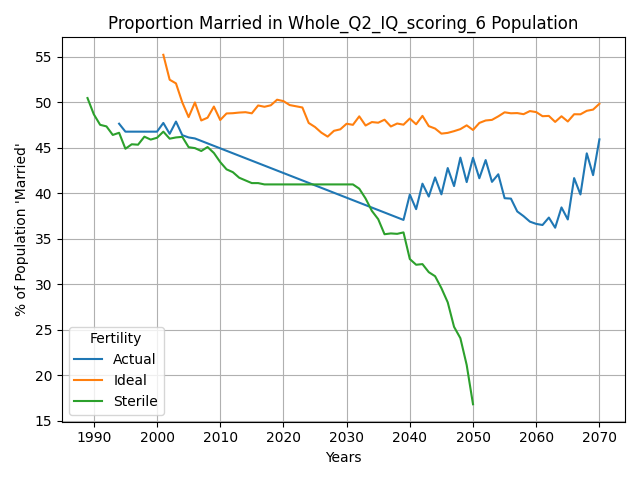 Proportion Married in Whole_Q2_IQ_scoring_6 Population
% of Population 'Married'
55
50
45
40
35
30
25
20
15
Fertility
Actual
Ideal
Sterile
1990 2000 2010 2020 2030 2040 2050 2060 2070
Years